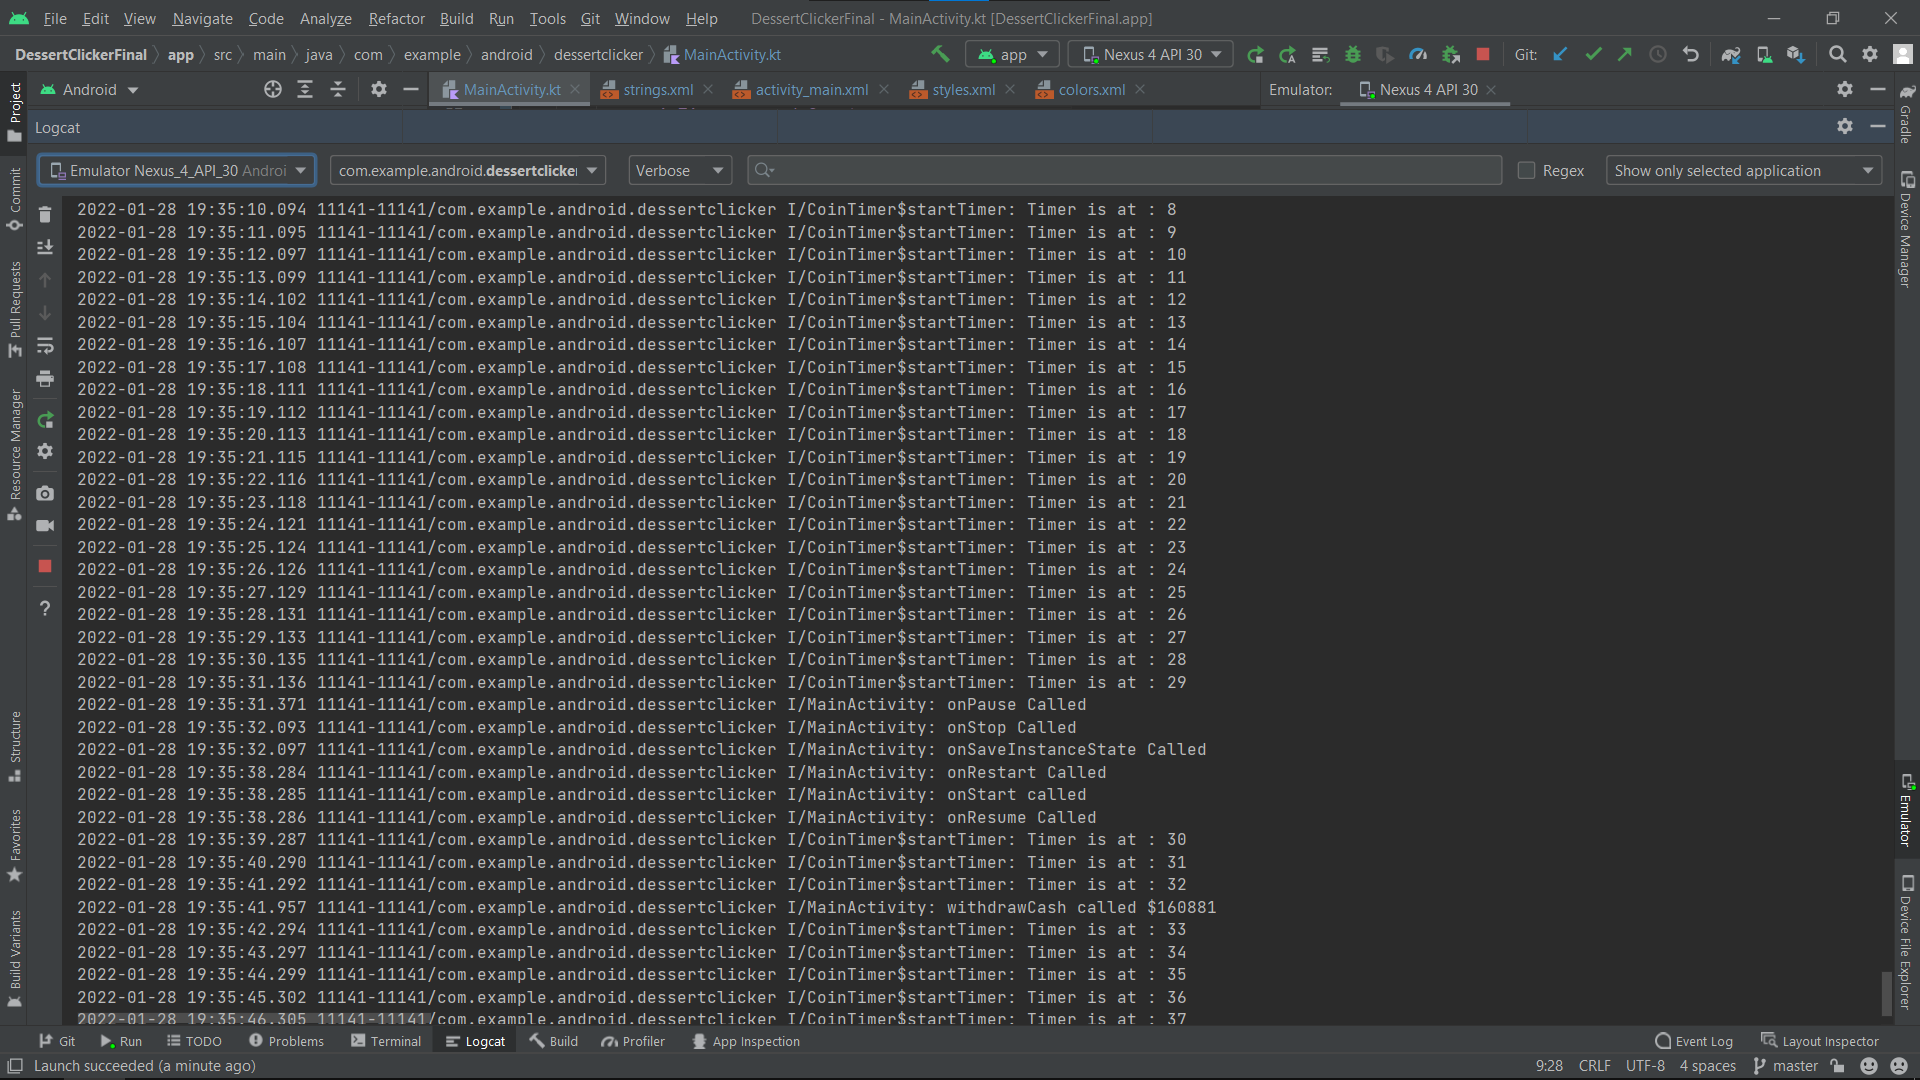 File Edit View Navigate Code Analyze Refactor Build Run Tools Git Window Help DessertClickerFinal - MainActivity.kt [DessertClickerFinal.app]
DessertClickerFinal app src main java com example android dessertclicker MainActivity.kt app Nexus 4 API 30 Git:
Android MainActivity.kt strings.xml activity_main.xml styles.xml colors.xml Emulator: Nexus 4 API 30
Logcat
Emulator Nexus_4_API_30 Androi com.example.android.dessertclicker Verbose Regex Show only selected application
2022-01-28 19:35:10.094 11141-11141/com.example.android.dessertclicker I/CoinTimer$startTimer: Timer is at : 8
2022-01-28 19:35:11.095 11141-11141/com.example.android.dessertclicker I/CoinTimer$startTimer: Timer is at : 9
2022-01-28 19:35:12.097 11141-11141/com.example.android.dessertclicker I/CoinTimer$startTimer: Timer is at : 10
2022-01-28 19:35:13.099 11141-11141/com.example.android.dessertclicker I/CoinTimer$startTimer: Timer is at : 11
2022-01-28 19:35:14.102 11141-11141/com.example.android.dessertclicker I/CoinTimer$startTimer: Timer is at : 12
2022-01-28 19:35:15.104 11141-11141/com.example.android.dessertclicker I/CoinTimer$startTimer: Timer is at : 13
2022-01-28 19:35:16.107 11141-11141/com.example.android.dessertclicker I/CoinTimer$startTimer: Timer is at : 14
2022-01-28 19:35:17.108 11141-11141/com.example.android.dessertclicker I/CoinTimer$startTimer: Timer is at : 15
2022-01-28 19:35:18.111 11141-11141/com.example.android.dessertclicker I/CoinTimer$startTimer: Timer is at : 16
2022-01-28 19:35:19.112 11141-11141/com.example.android.dessertclicker I/CoinTimer$startTimer: Timer is at : 17
2022-01-28 19:35:20.113 11141-11141/com.example.android.dessertclicker I/CoinTimer$startTimer: Timer is at : 18
2022-01-28 19:35:21.115 11141-11141/com.example.android.dessertclicker I/CoinTimer$startTimer: Timer is at : 19
2022-01-28 19:35:22.116 11141-11141/com.example.android.dessertclicker I/CoinTimer$startTimer: Timer is at : 20
2022-01-28 19:35:23.118 11141-11141/com.example.android.dessertclicker I/CoinTimer$startTimer: Timer is at : 21
2022-01-28 19:35:24.121 11141-11141/com.example.android.dessertclicker I/CoinTimer$startTimer: Timer is at : 22
2022-01-28 19:35:25.124 11141-11141/com.example.android.dessertclicker I/CoinTimer$startTimer: Timer is at : 23
2022-01-28 19:35:26.126 11141-11141/com.example.android.dessertclicker I/CoinTimer$startTimer: Timer is at : 24
2022-01-28 19:35:27.129 11141-11141/com.example.android.dessertclicker I/CoinTimer$startTimer: Timer is at : 25
2022-01-28 19:35:28.131 11141-11141/com.example.android.dessertclicker I/CoinTimer$startTimer: Timer is at : 26
2022-01-28 19:35:29.133 11141-11141/com.example.android.dessertclicker I/CoinTimer$startTimer: Timer is at : 27
2022-01-28 19:35:30.135 11141-11141/com.example.android.dessertclicker I/CoinTimer$startTimer: Timer is at : 28
2022-01-28 19:35:31.136 11141-11141/com.example.android.dessertclicker I/CoinTimer$startTimer: Timer is at : 29
2022-01-28 19:35:31.371 11141-11141/com.example.android.dessertclicker I/MainActivity: onPause Called
2022-01-28 19:35:32.093 11141-11141/com.example.android.dessertclicker I/MainActivity: onStop Called
2022-01-28 19:35:32.097 11141-11141/com.example.android.dessertclicker I/MainActivity: onSaveInstanceState Called
2022-01-28 19:35:38.284 11141-11141/com.example.android.dessertclicker I/MainActivity: onRestart Called
2022-01-28 19:35:38.285 11141-11141/com.example.android.dessertclicker I/MainActivity: onStart called
2022-01-28 19:35:38.286 11141-11141/com.example.android.dessertclicker I/MainActivity: onResume Called
2022-01-28 19:35:39.287 11141-11141/com.example.android.dessertclicker I/CoinTimer$startTimer: Timer is at : 30
2022-01-28 19:35:40.290 11141-11141/com.example.android.dessertclicker I/CoinTimer$startTimer: Timer is at : 31
2022-01-28 19:35:41.292 11141-11141/com.example.android.dessertclicker I/CoinTimer$startTimer: Timer is at : 32
2022-01-28 19:35:41.957 11141-11141/com.example.android.dessertclicker I/MainActivity: withdrawCash called $160881
2022-01-28 19:35:42.294 11141-11141/com.example.android.dessertclicker I/CoinTimer$startTimer: Timer is at : 33
2022-01-28 19:35:43.297 11141-11141/com.example.android.dessertclicker I/CoinTimer$startTimer: Timer is at : 34
2022-01-28 19:35:44.299 11141-11141/com.example.android.dessertclicker I/CoinTimer$startTimer: Timer is at : 35
2022-01-28 19:35:45.302 11141-11141/com.example.android.dessertclicker I/CoinTimer$startTimer: Timer is at : 36
2022-01-28 19:35:46.305 11141-11141/com.example.android.dessertclicker I/CoinTimer$startTimer: Timer is at : 37
Project
Commit
Pull Requests
Resource Manager
Structure
Favorites
Build Variants
Gradle
Device Manager
Emulator
Device File Explorer
Git Run TODO Problems Terminal Logcat Build Profiler App Inspection Event Log Layout Inspector
Launch succeeded (a minute ago) 9:28 CRLF UTF-8 4 spaces master